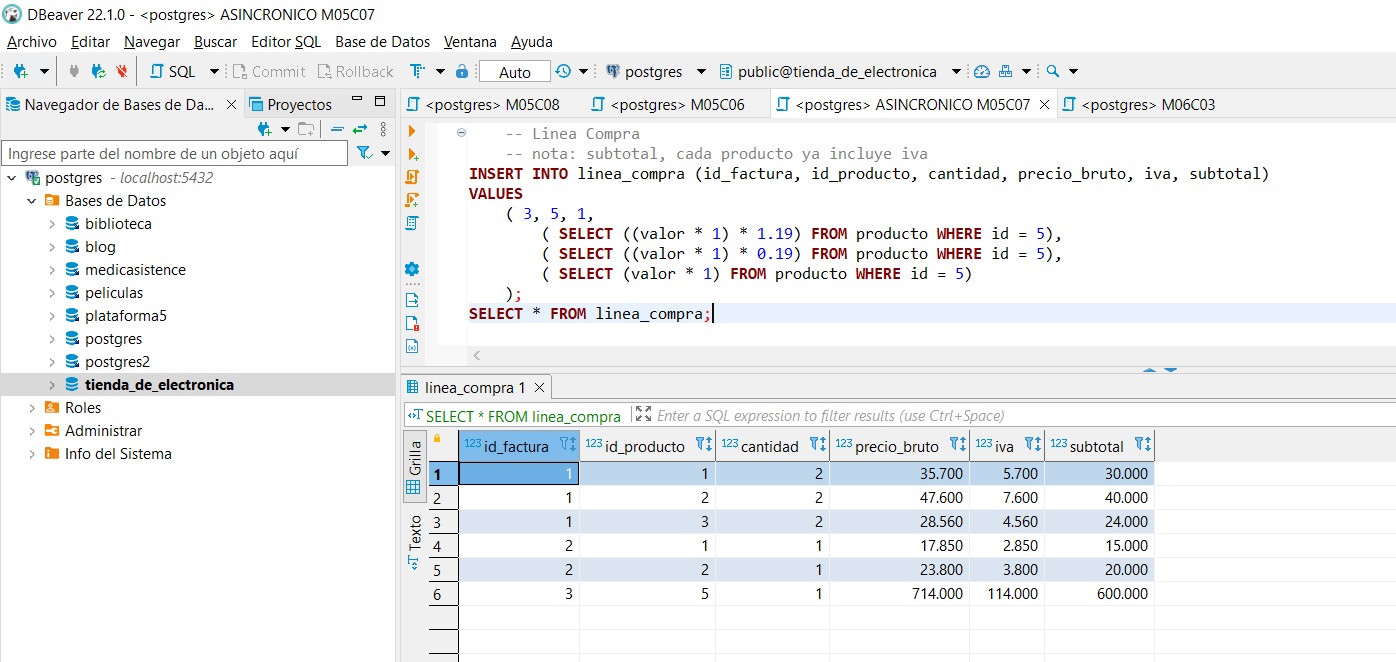 DBeaver 22.1.0 - <postgres> ASINCRONICO M05C07
Archivo Editar Navegar Buscar Editor SQL Base de Datos Ventana Ayuda
SQL Commit Rollback Auto postgres public@tienda_de_electronica
Navegador de Bases de Da... Proyectos
Ingrese parte del nombre de un objeto aquí
postgres - localhost:5432
Bases de Datos
biblioteca
blog
medicasistence
peliculas
plataforma5
postgres
postgres2
tienda_de_electronica
Roles
Administrar
Info del Sistema
<postgres> M05C08 <postgres> M05C06 <postgres> ASINCRONICO M05C07 <postgres> M06C03
-- Linea Compra
-- nota: subtotal, cada producto ya incluye iva
INSERT INTO linea_compra (id_factura, id_producto, cantidad, precio_bruto, iva, subtotal)
VALUES
( 3, 5, 1,
( SELECT ((valor * 1) * 1.19) FROM producto WHERE id = 5),
( SELECT ((valor * 1) * 0.19) FROM producto WHERE id = 5),
( SELECT (valor * 1) FROM producto WHERE id = 5)
);
SELECT * FROM linea_compra;
linea_compra 1
SELECT * FROM linea_compra Enter a SQL expression to filter results (use Ctrl+Space)
Grilla
Texto
123 id_factura 123 id_producto 123 cantidad 123 precio_bruto 123 iva 123 subtotal
1 1 1 2 35.700 5.700 30.000
2 1 2 2 47.600 7.600 40.000
3 1 3 2 28.560 4.560 24.000
4 2 1 1 17.850 2.850 15.000
5 2 2 1 23.800 3.800 20.000
6 3 5 1 714.000 114.000 600.000